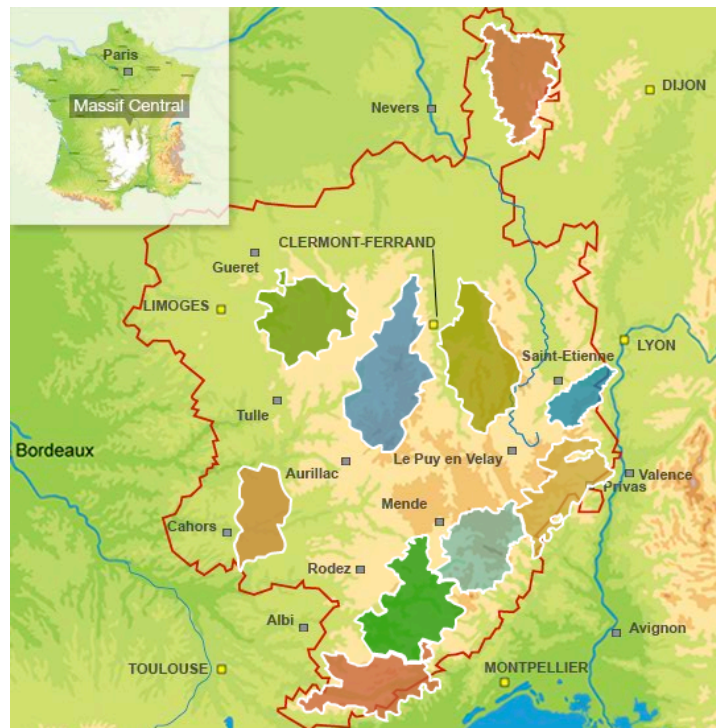 Paris
Massif Central
Nevers
DIJON
CLERMONT-FERRAND
Gueret
LIMOGES
LYON
Saint-Etienne
Tulle
Bordeaux
Le Puy en Velay
Aurillac
Valence
Privas
Mende
Cahors
Rodez
Albi
Avignon
TOULOUSE
MONTPELLIER